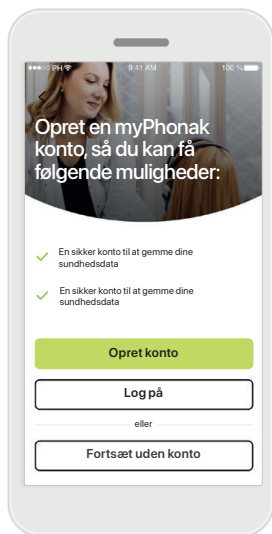 PH 9:41 AM 100 %
Opret en myPhonak
konto, så du kan få
følgende muligheder:
En sikker konto til at gemme dine
sundhedsdata
En sikker konto til at gemme dine
sundhedsdata
Opret konto
Log på
eller
Fortsæt uden konto